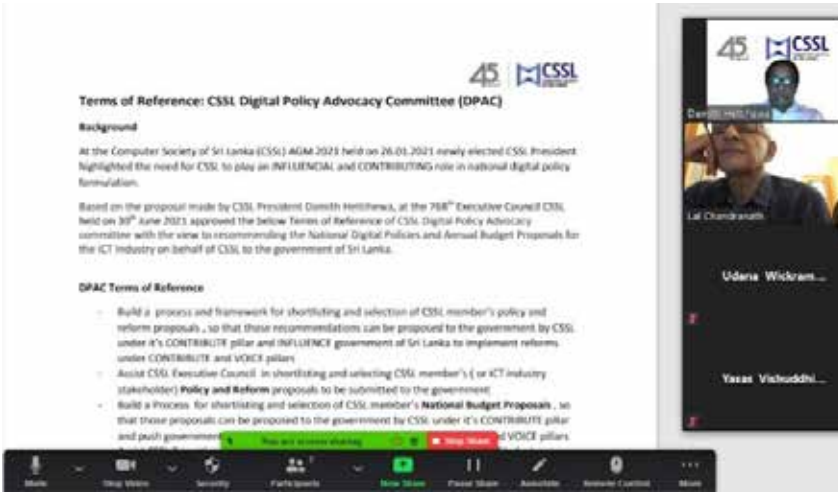 45 CSSL
Terms of Reference: CSSL Digital Policy Advocacy Committee (DPAC)
Background
At the Computer Society of Sri Lanka (CSSL) AGM 2021 held on 26.01.2021 newly elected CSSL President
highlighted the need for CSSL to play an INFLUENCIAL and CONTRIBUTING role in national digital policy
formulation.
Based on the proposal made by CSSL President Damith Hettihewa, at the 768th Executive Council CSSL
held on 30th June 2021 approved the below Terms of Reference of CSSL Digital Policy Advocacy
committee with the view to recommending the National Digital Policies and Annual Budget Proposals for
the ICT Industry on behalf of CSSL to the government of Sri Lanka.
DPAC Terms of Reference
- Build a process and framework for shortlisting and selection of CSSL member's policy and
reform proposals , so that those recommendations can be proposed to the government by CSSL
under it's CONTRIBUTE pillar and INFLUENCE government of Sri Lanka to implement reforms
under CONTRIBUTE and VOICE pillars
- Assist CSSL Executive Council in shortlisting and selecting CSSL member's ( or ICT industry
stakeholder) Policy and Reform proposals to be submitted to the government
- Build a Process for shortlisting and selection of CSSL member's National Budget Proposals , so
that those proposals can be proposed to the government by CSSL under it's CONTRIBUTE pillar
and push government VOICE pillars
You are screen sharing Stop Share
45 CSSL
Damith Hettihewa
Lal Chandranath
Udana Wickram...
Yasas Vishuddhi...
Mute Stop Video Security Participants 7 New Share Pause Share Annotate Remote Control More